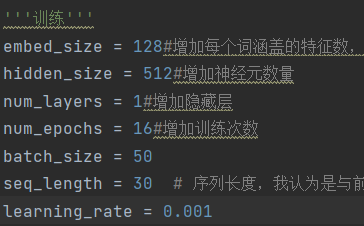 '''训练'''
embed_size = 128#增加每个词涵盖的特征数，
hidden_size = 512#增加神经元数量
num_layers = 1#增加隐藏层
num_epochs = 16#增加训练次数
batch_size = 50
seq_length = 30  # 序列长度，我认为是与前
learning_rate = 0.001